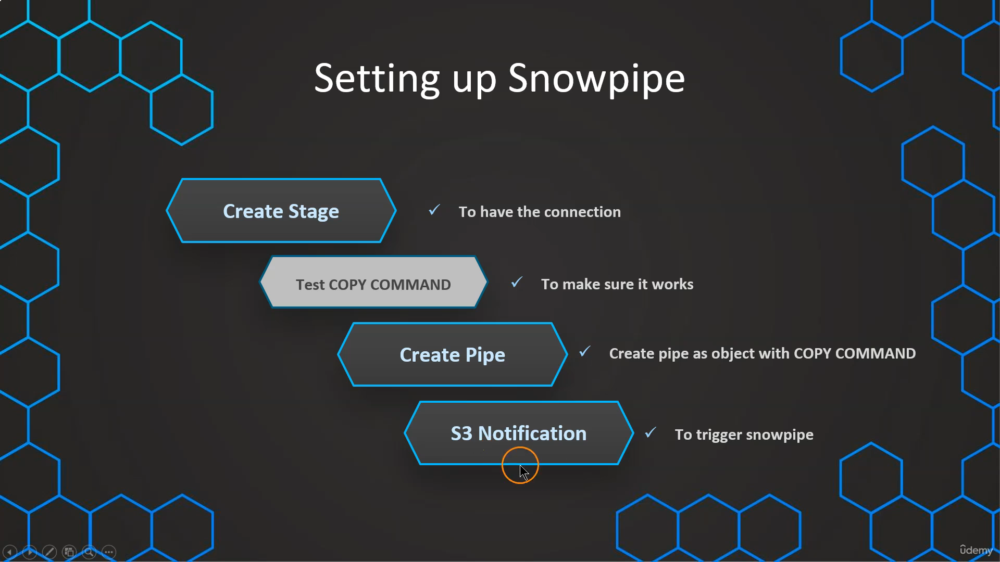 Setting up Snowpipe
Create Stage
✓ To have the connection
Test COPY COMMAND
✓ To make sure it works
Create Pipe
✓ Create pipe as object with COPY COMMAND
S3 Notification
✓ To trigger snowpipe
ûdemy